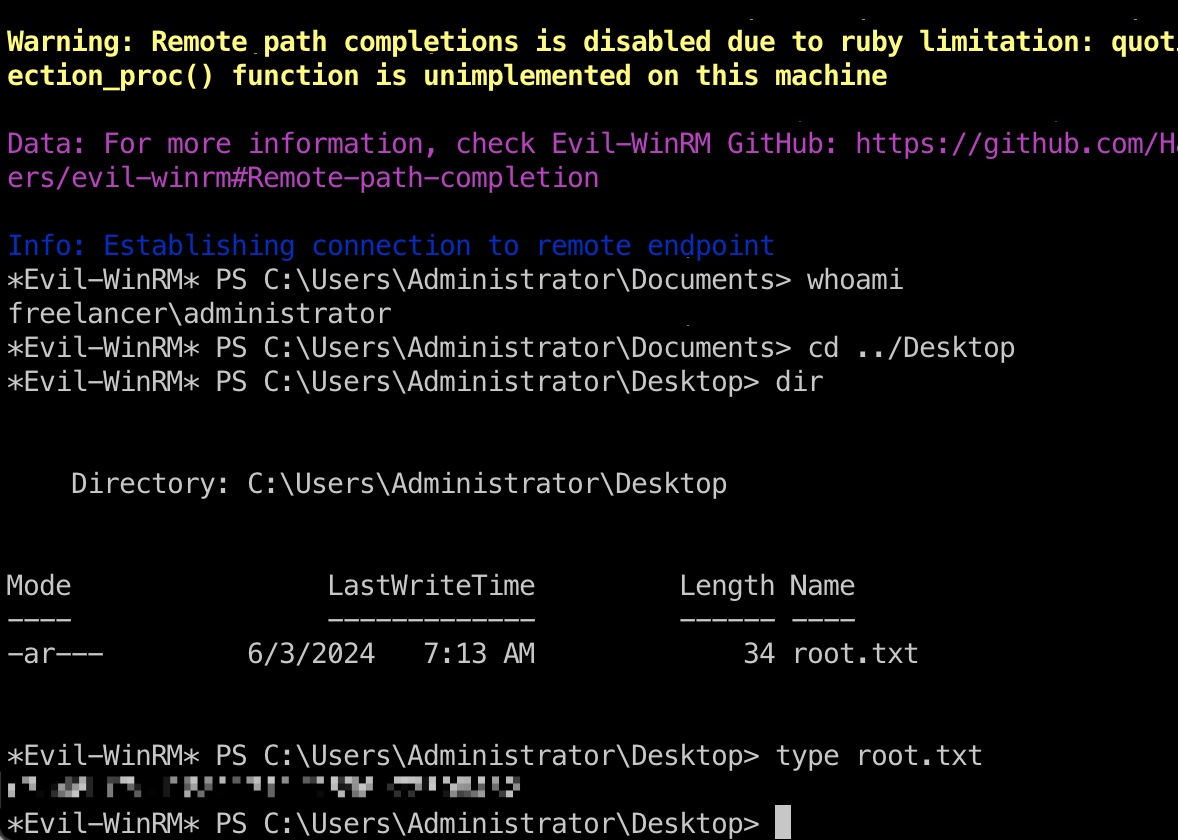 Warning: Remote path completions is disabled due to ruby limitation: quoti
ection_proc() function is unimplemented on this machine
Data: For more information, check Evil-WinRM GitHub: https://github.com/Ha
ers/evil-winrm#Remote-path-completion
Info: Establishing connection to remote endpoint
*Evil-WinRM* PS C:\Users\Administrator\Documents> whoami
freelancer\administrator
*Evil-WinRM* PS C:\Users\Administrator\Documents> cd ../Desktop
*Evil-WinRM* PS C:\Users\Administrator\Desktop> dir
Directory: C:\Users\Administrator\Desktop
Mode LastWriteTime Length Name
---- ------------- ------ ----
-ar--- 6/3/2024 7:13 AM 34 root.txt
*Evil-WinRM* PS C:\Users\Administrator\Desktop> type root.txt
*Evil-WinRM* PS C:\Users\Administrator\Desktop>